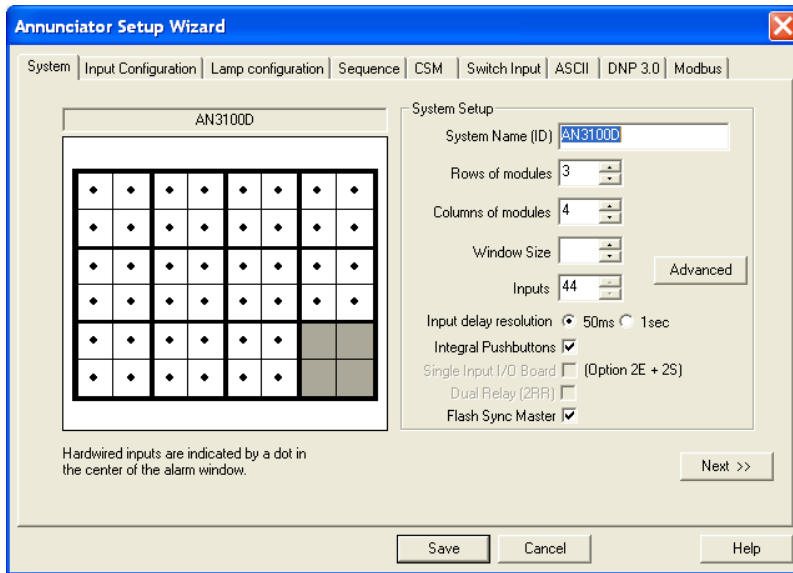 Annunciator Setup Wizard
System
Input Configuration
Lamp configuration
Sequence
CSM
Switch Input
ASCII
DNP 3.0
Modbus
AN3100D
System Setup
System Name (ID) AN3100D
Rows of modules 3
Columns of modules 4
Window Size
Advanced
Inputs 44
Input delay resolution 50ms 1sec
Integral Pushbuttons
Single Input I/O Board (Option 2E + 2S)
Dual Relay (2RR)
Flash Sync Master
Hardwired inputs are indicated by a dot in
the center of the alarm window.
Next >>
Save
Cancel
Help